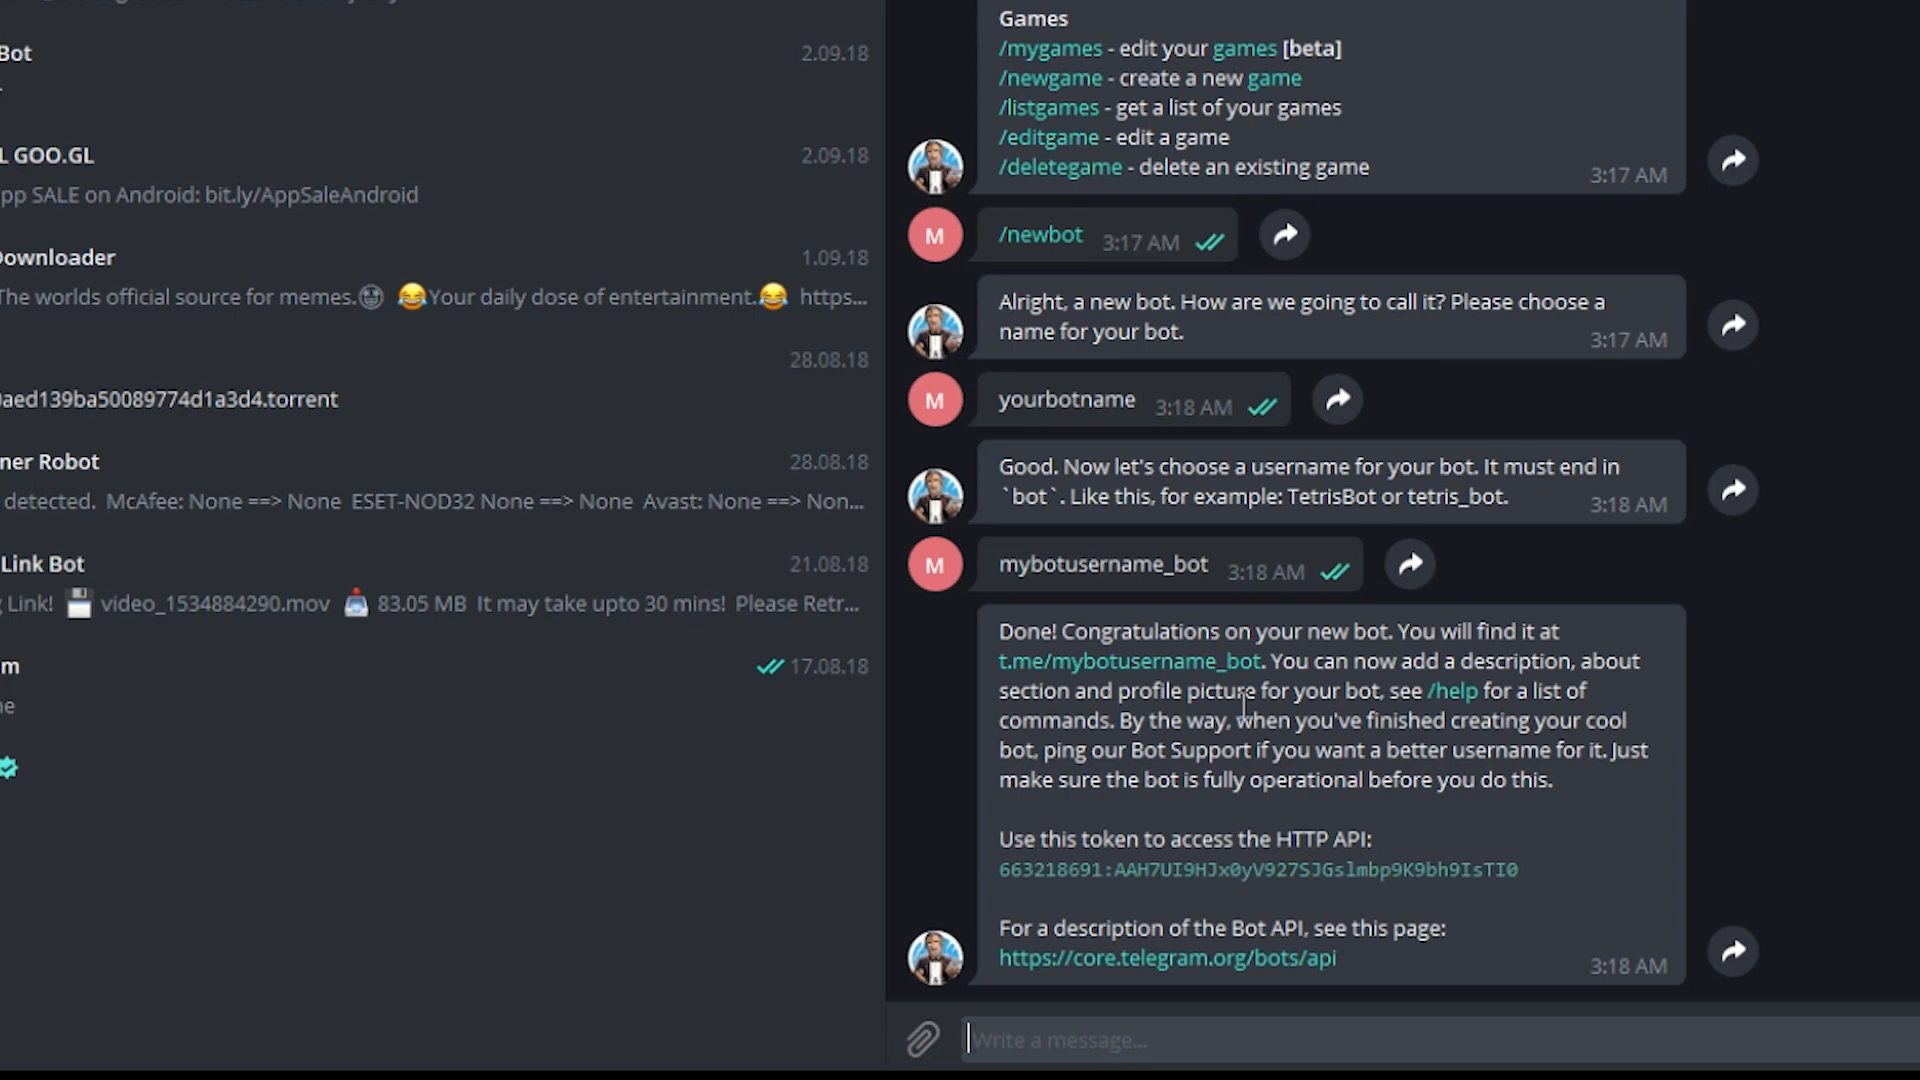 Bot
2.09.18
L GOO.GL
2.09.18
pp SALE on Android: bit.ly/AppSaleAndroid
Downloader
1.09.18
The worlds official source for memes.🤓 😂Your daily dose of entertainment.😂 https...
28.08.18
aed139ba50089774d1a3d4.torrent
ner Robot
28.08.18
detected. McAfee: None ==> None ESET-NOD32 None ==> None Avast: None ==> Non...
Link Bot
21.08.18
Link! 💾 video_1534884290.mov 📥 83.05 MB It may take upto 30 mins! Please Retr...
m
17.08.18
ne
Games
/mygames - edit your games [beta]
/newgame - create a new game
/listgames - get a list of your games
/editgame - edit a game
/deletegame - delete an existing game
3:17 AM
M
/newbot 3:17 AM
Alright, a new bot. How are we going to call it? Please choose a
name for your bot.
3:17 AM
M
yourbotname 3:18 AM
Good. Now let's choose a username for your bot. It must end in
`bot`. Like this, for example: TetrisBot or tetris_bot.
3:18 AM
M
mybotusername_bot 3:18 AM
Done! Congratulations on your new bot. You will find it at
t.me/mybotusername_bot. You can now add a description, about
section and profile picture for your bot, see /help for a list of
commands. By the way, when you've finished creating your cool
bot, ping our Bot Support if you want a better username for it. Just
make sure the bot is fully operational before you do this.
Use this token to access the HTTP API:
663218691:AAH7UI9HJx0yV927SJGslmbp9K9bh9IsTI0
For a description of the Bot API, see this page:
https://core.telegram.org/bots/api
3:18 AM
Write a message...